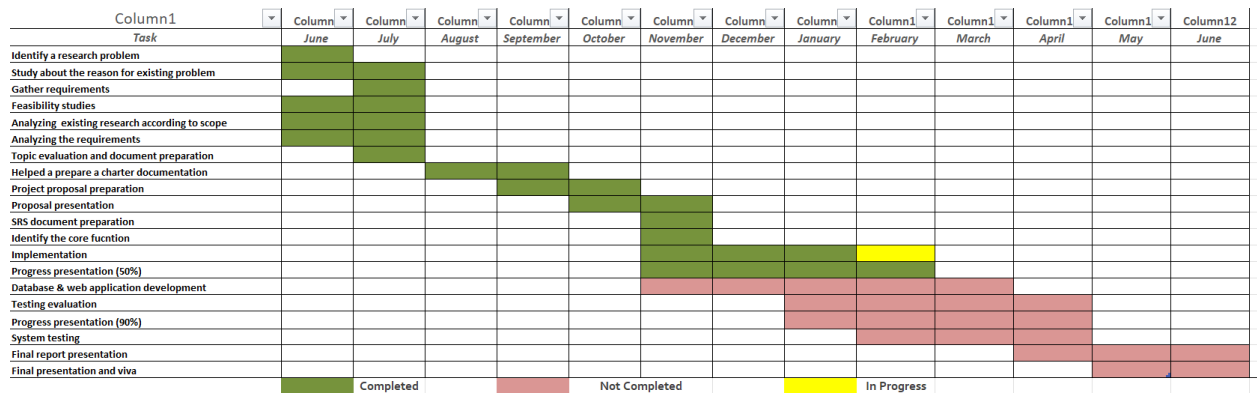 Column1 Column Column Column Column Column Column Column Column Column1 Column1 Column1 Column1 Column12
Task June July August September October November December January February March April May June
Identify a research problem
Study about the reason for existing problem
Gather requirements
Feasibility studies
Analyzing existing research according to scope
Analyzing the requirements
Topic evaluation and document preparation
Helped a prepare a charter documentation
Project proposal preparation
Proposal presentation
SRS document preparation
Identify the core fucntion
Implementation
Progress presentation (50%)
Database & web application development
Testing evaluation
Progress presentation (90%)
System testing
Final report presentation
Final presentation and viva
Completed Not Completed In Progress